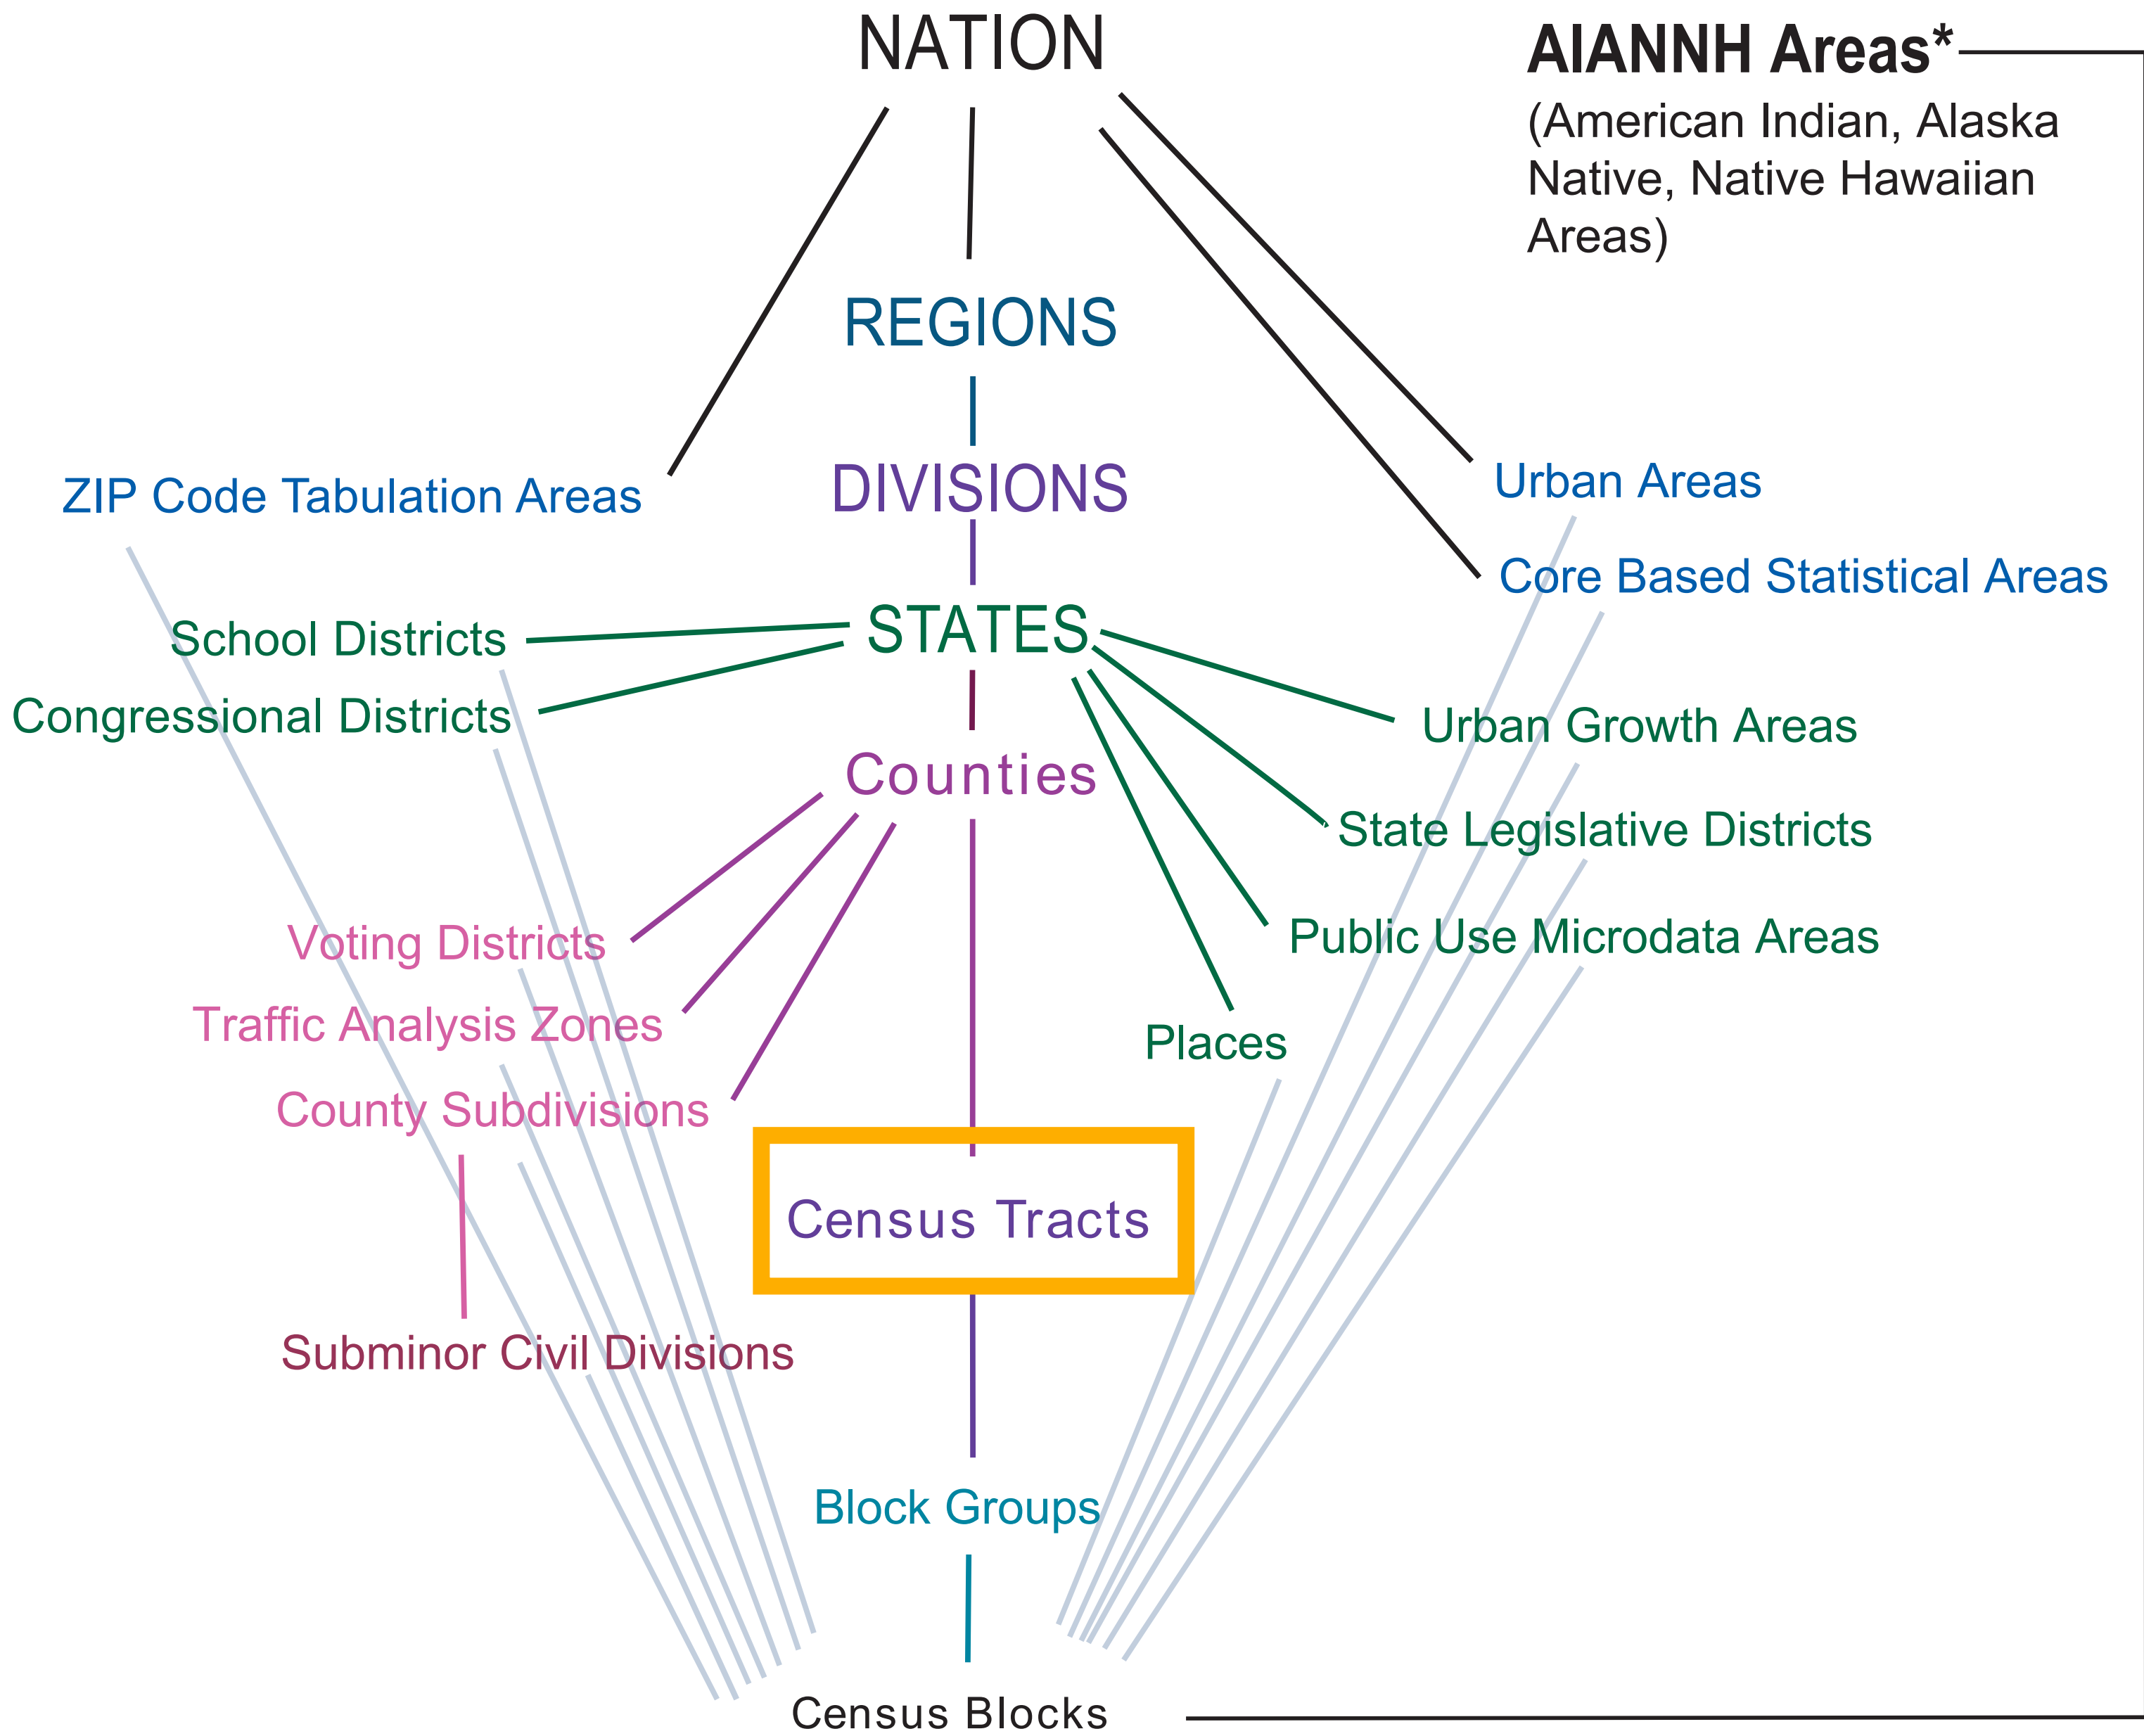 NATION
AIANNH Areas*
(American Indian, Alaska
Native, Native Hawaiian
Areas)
REGIONS
ZIP Code Tabulation Areas
DIVISIONS
Urban Areas
Core Based Statistical Areas
School Districts
STATES
Congressional Districts
Urban Growth Areas
Counties
State Legislative Districts
Voting Districts
Public Use Microdata Areas
Traffic Analysis Zones
Places
County Subdivisions
Census Tracts
Subminor Civil Divisions
Block Groups
Census Blocks